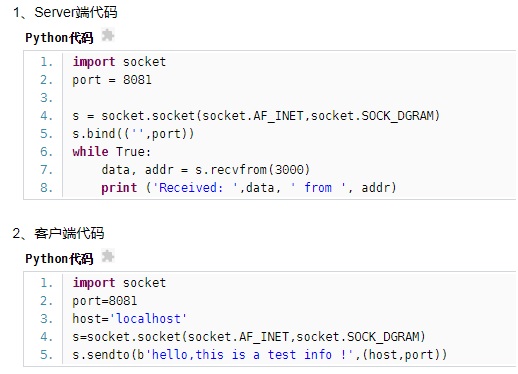 1、Server端代码
Python代码
1. import socket
2. port = 8081
3.
4. s = socket.socket(socket.AF_INET,socket.SOCK_DGRAM)
5. s.bind(('',port))
6. while True:
7.     data, addr = s.recvfrom(3000)
8.     print ('Received: ',data, ' from ', addr)
2、客户端代码
Python代码
1. import socket
2. port=8081
3. host='localhost'
4. s=socket.socket(socket.AF_INET,socket.SOCK_DGRAM)
5. s.sendto(b'hello,this is a test info !',(host,port))